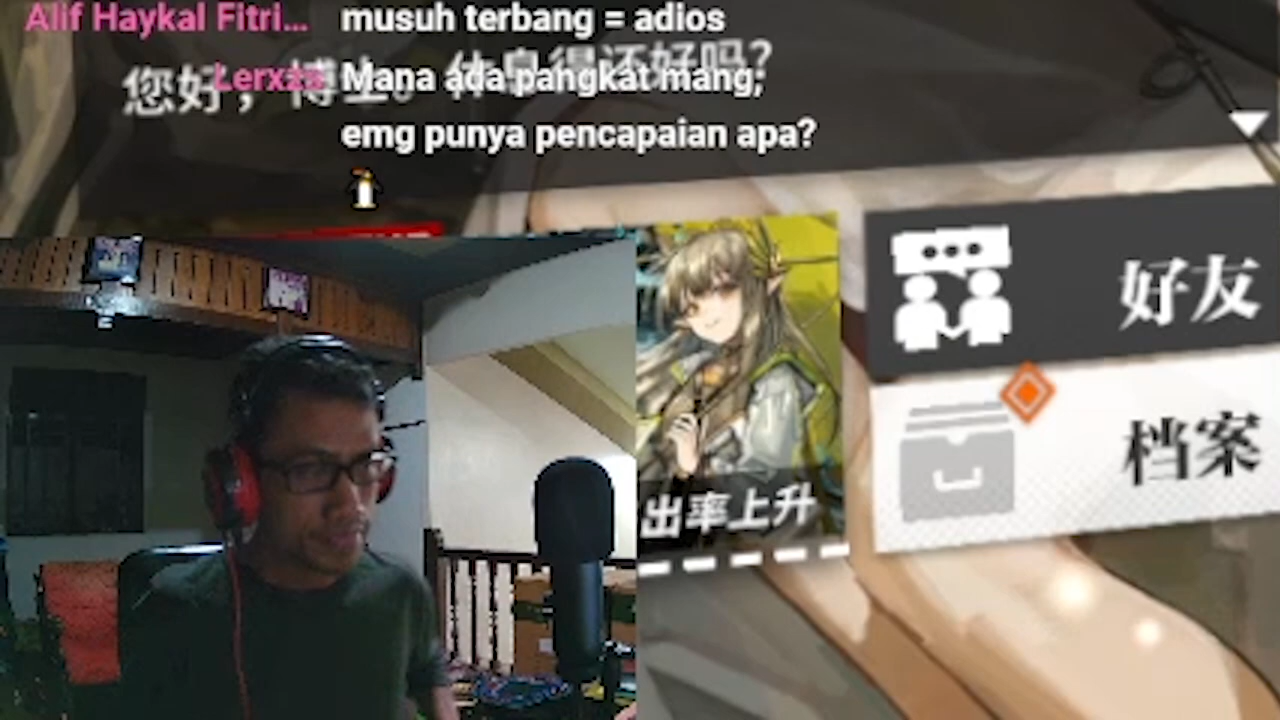 Alif Haykal Fitri... musuh terbang = adios
您好，博士。休息得还好吗？
Lerxzs Mana ada pangkat mang,
emg punya pencapaian apa?
好友
档案
出率上升